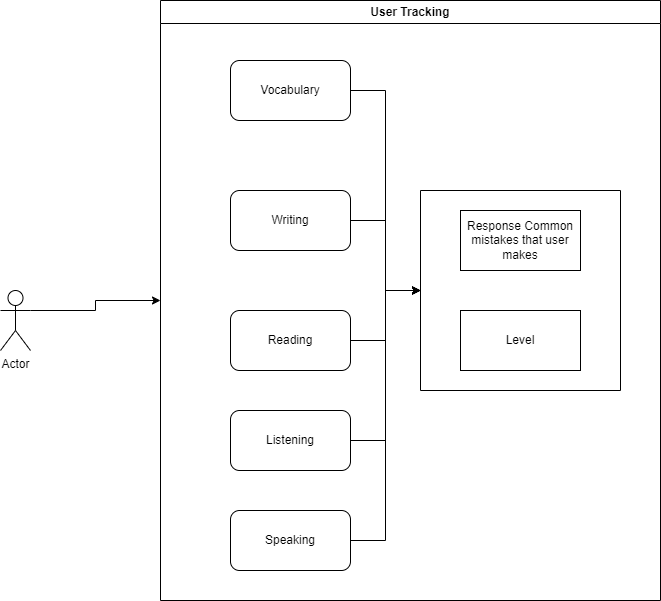 User Tracking
Vocabulary
Writing
Response Common
mistakes that user
makes
Reading
Level
Actor
Listening
Speaking